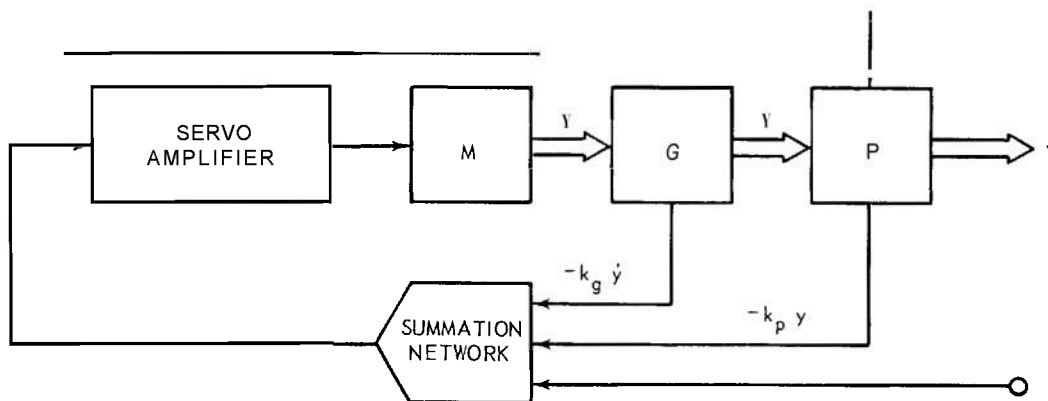 SERVO
AMPLIFIER
M
Y
G
Y
P
-k_g ẏ
-k_p y
SUMMATION
NETWORK